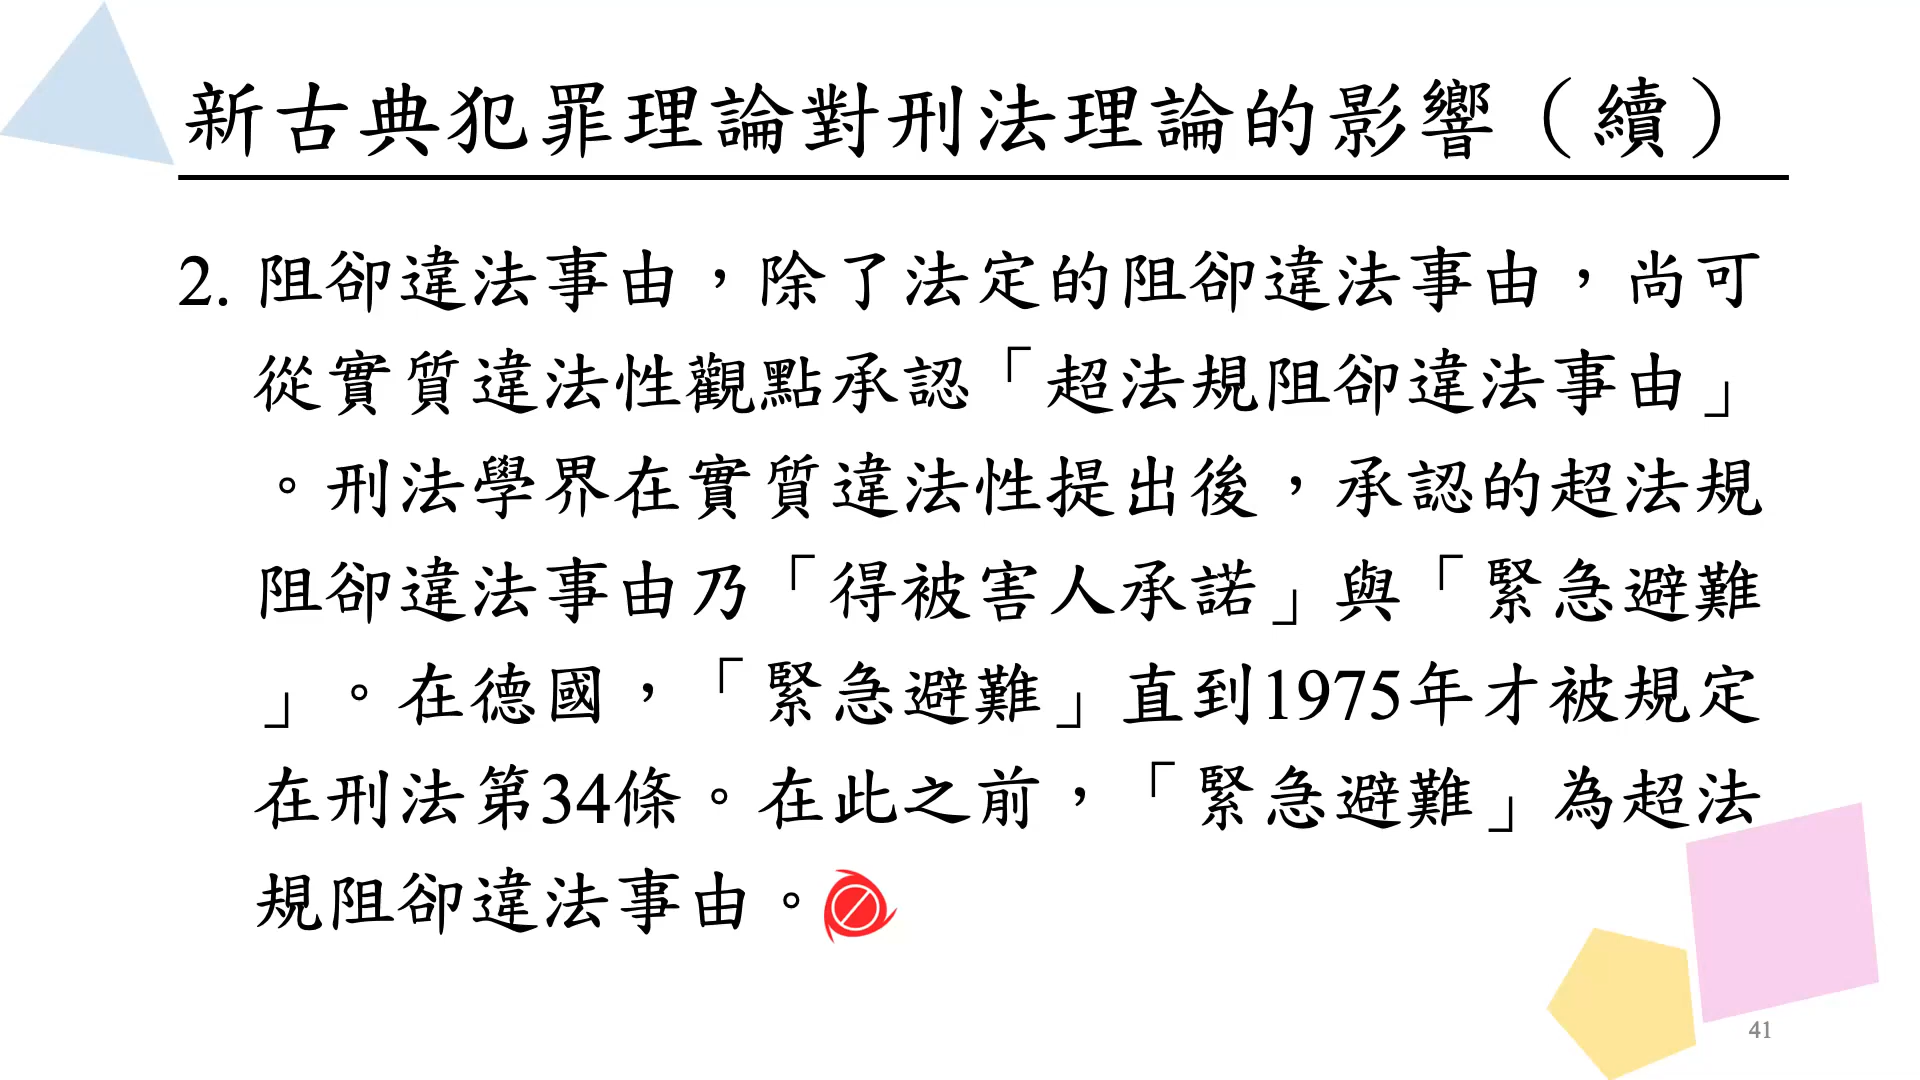 新古典犯罪理論對刑法理論的影響（續）
2. 阻卻違法事由，除了法定的阻卻違法事由，尚可
從實質違法性觀點承認「超法規阻卻違法事由」
。刑法學界在實質違法性提出後，承認的超法規
阻卻違法事由乃「得被害人承諾」與「緊急避難
」。在德國，「緊急避難」直到1975年才被規定
在刑法第34條。在此之前，「緊急避難」為超法
規阻卻違法事由。
41